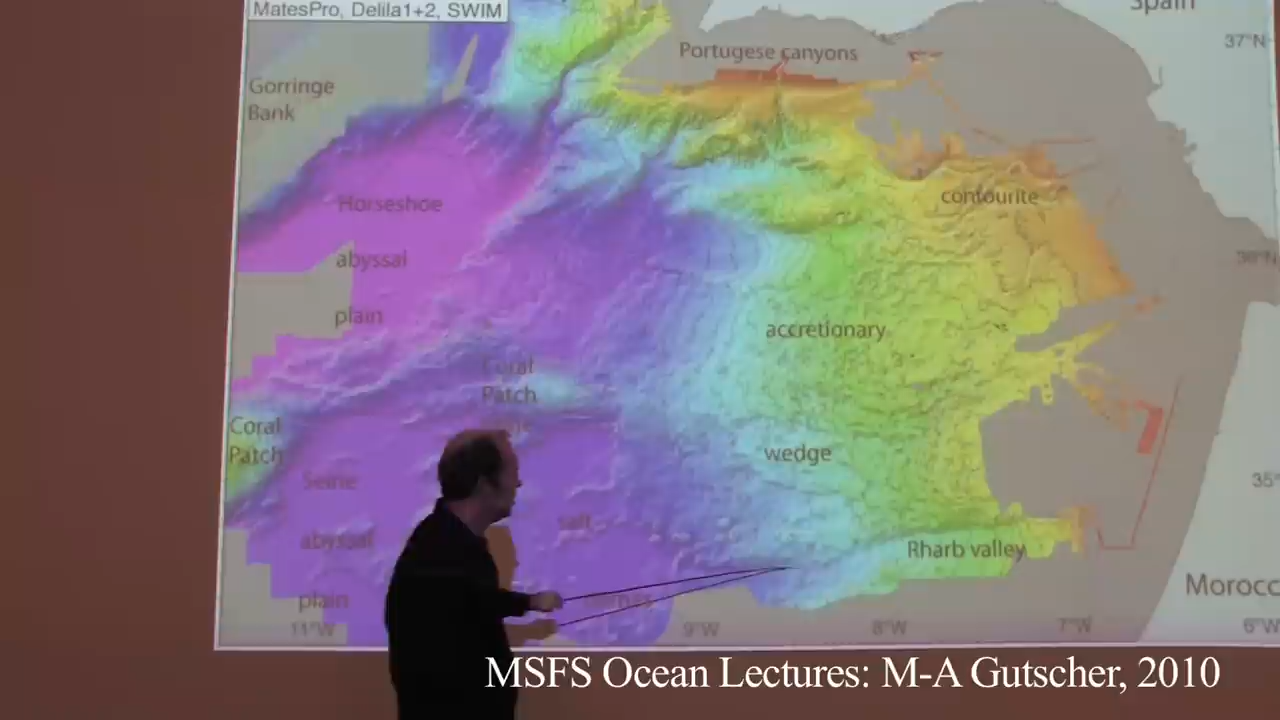 MatesPro, Delila1+2, SWIM
Spain
37°N
Portugese canyons
Gorringe
Bank
contourite
Horseshoe
abyssal
36°N
plain
accretionary
Coral
Patch
Coral
Patch
wedge
Seine
35°
salt
abyssal
Rharb valley
plain
Morocc
11°W
9°W
8°W
7°W
6°W
MSFS Ocean Lectures: M-A Gutscher, 2010